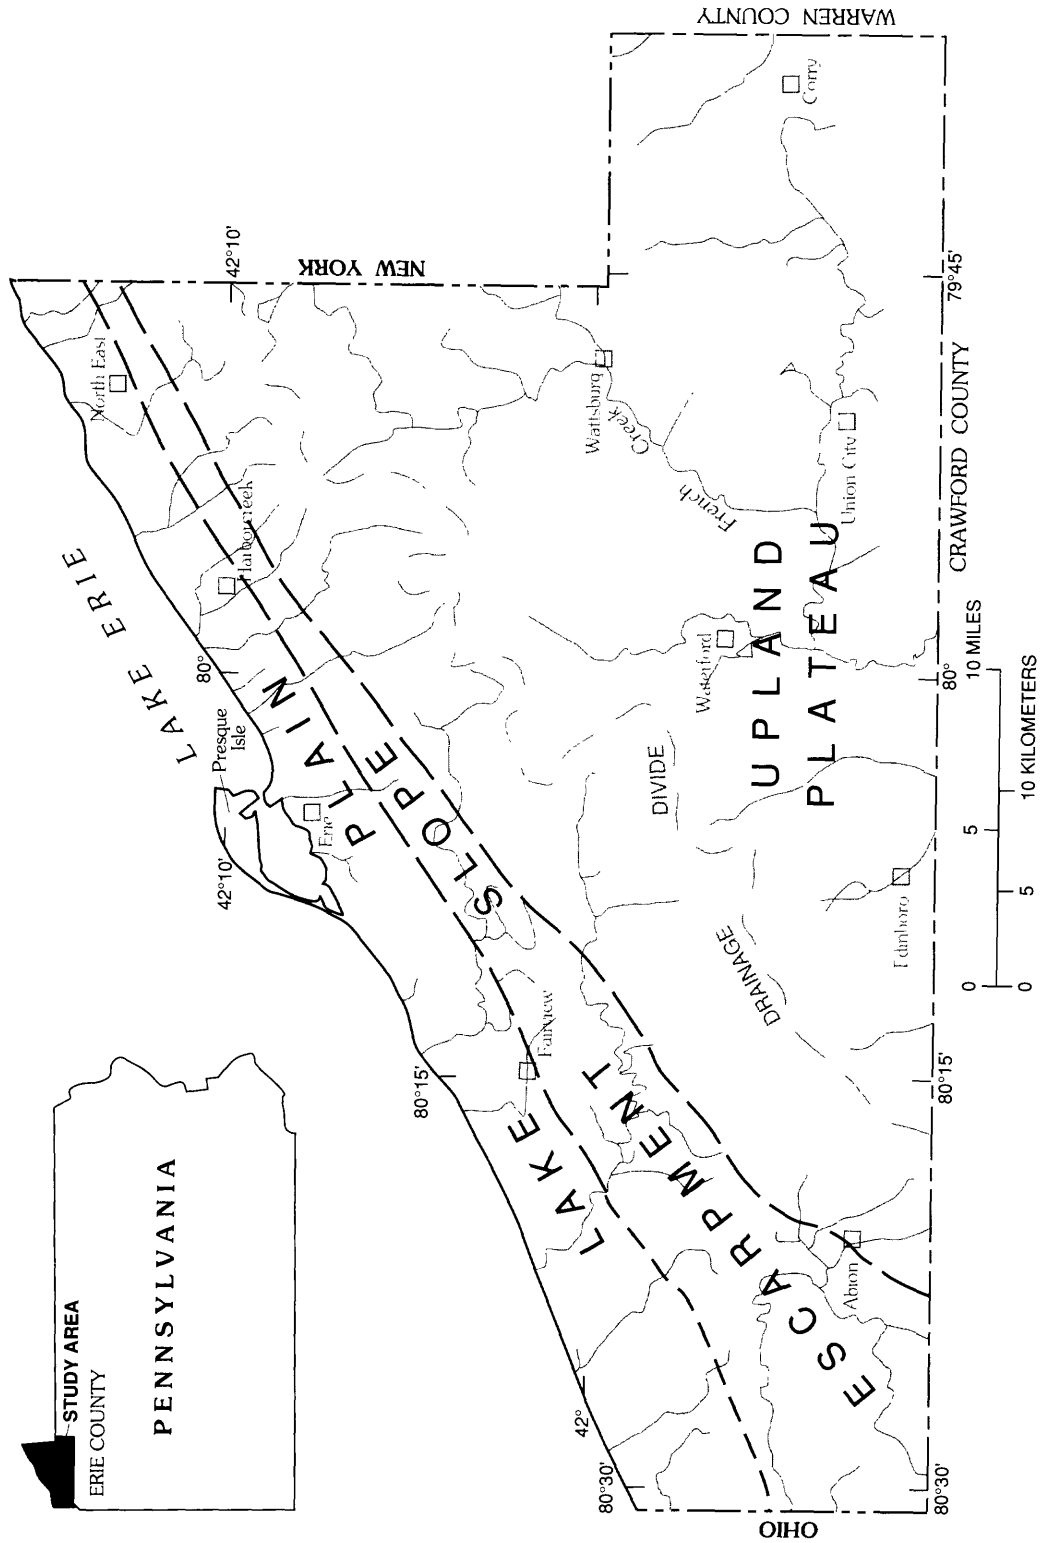 STUDY AREA
ERIE COUNTY
PENNSYLVANIA
LAKE ERIE
Presque
Isle
42°10'
80°
42°10'
80°15'
42°
80°30'
North East
Harborcreek
Erie
Fairview
LAKE PLAIN
ESCARPMENT SLOPE
NEW YORK
WARREN COUNTY
Corry
Wattsburg
French Creek
Union City
Waterford
UPLAND
PLATEAU
DRAINAGE DIVIDE
Edinboro
Albion
OHIO
80°30'
80°15'
80°
79°45'
CRAWFORD COUNTY
0 5 10 MILES
0 5 10 KILOMETERS